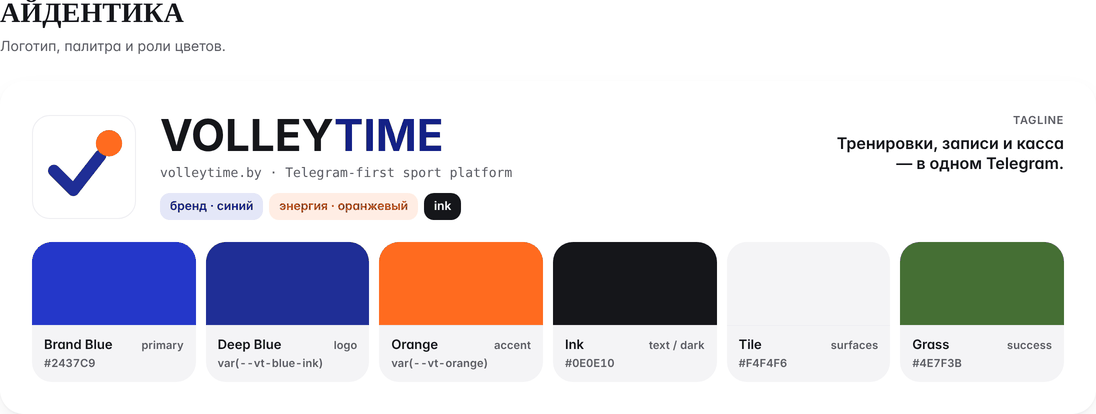 АЙДЕНТИКА
Логотип, палитра и роли цветов.
VOLLEYTIME
volleytime.by · Telegram-first sport platform
бренд · синий
энергия · оранжевый
ink
TAGLINE
Тренировки, записи и касса
— в одном Telegram.
Brand Blue primary
#2437C9
Deep Blue logo
var(--vt-blue-ink)
Orange accent
var(--vt-orange)
Ink text / dark
#0E0E10
Tile surfaces
#F4F4F6
Grass success
#4E7F3B